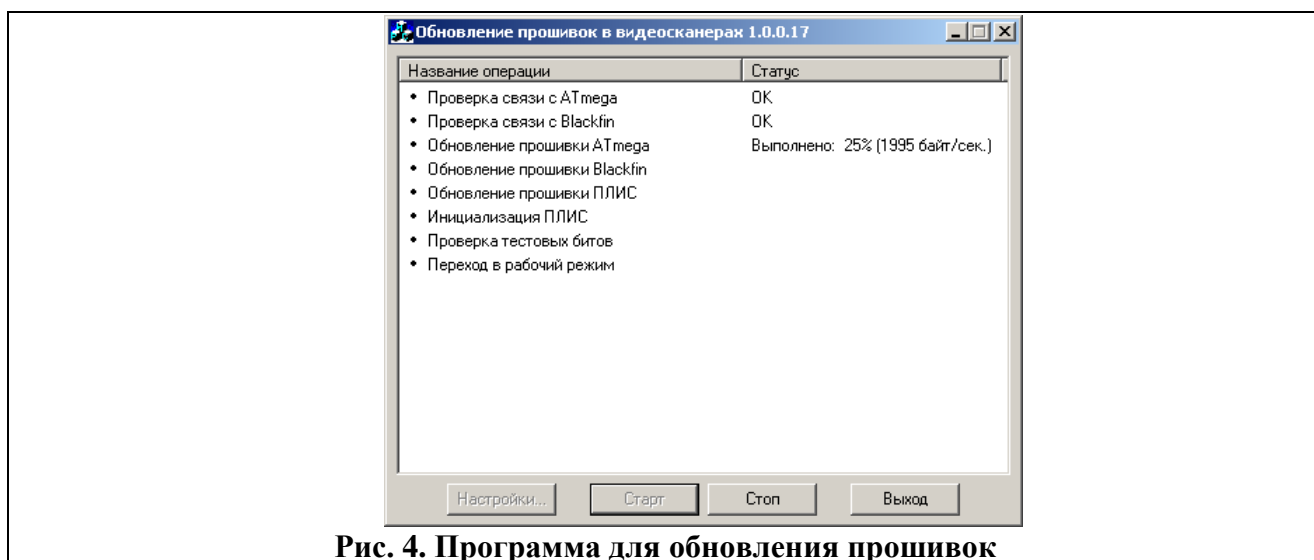 Обновление прошивок в видеосканерах 1.0.0.17
Название операции Статус
• Проверка связи с ATmega OK
• Проверка связи с Blackfin OK
• Обновление прошивки ATmega Выполнено: 25% (1995 байт/сек.)
• Обновление прошивки Blackfin
• Обновление прошивки ПЛИС
• Инициализация ПЛИС
• Проверка тестовых битов
• Переход в рабочий режим
Настройки... Старт Стоп Выход
Рис. 4. Программа для обновления прошивок